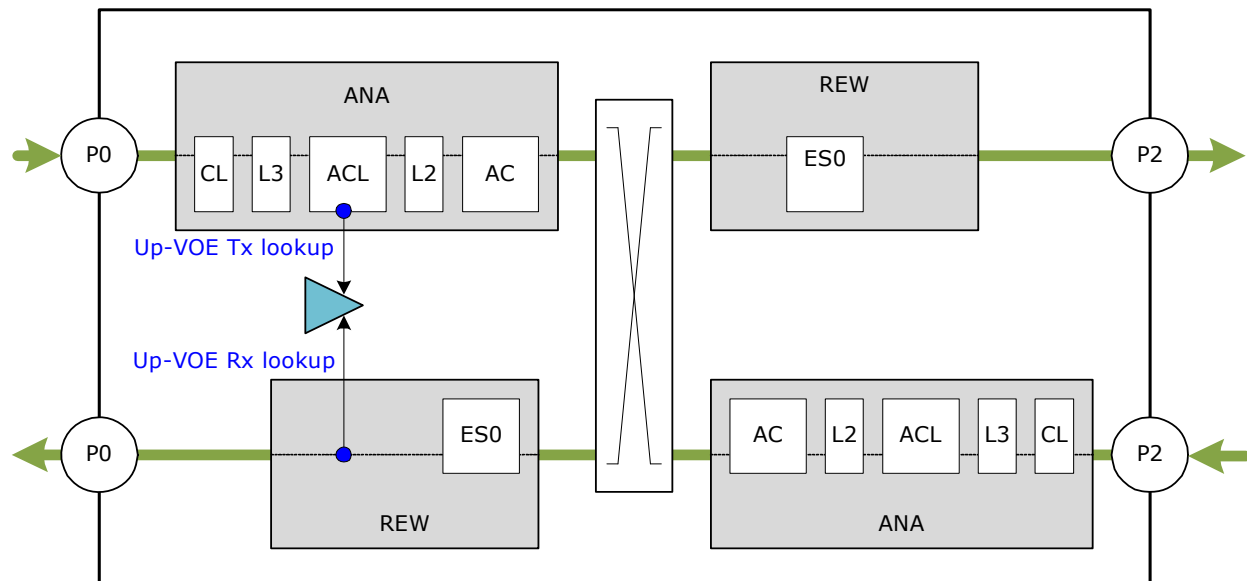 ANA
REW
P0
CL
L3
ACL
L2
AC
ES0
P2
Up-VOE Tx lookup
Up-VOE Rx lookup
P0
ES0
AC
L2
ACL
L3
CL
P2
REW
ANA